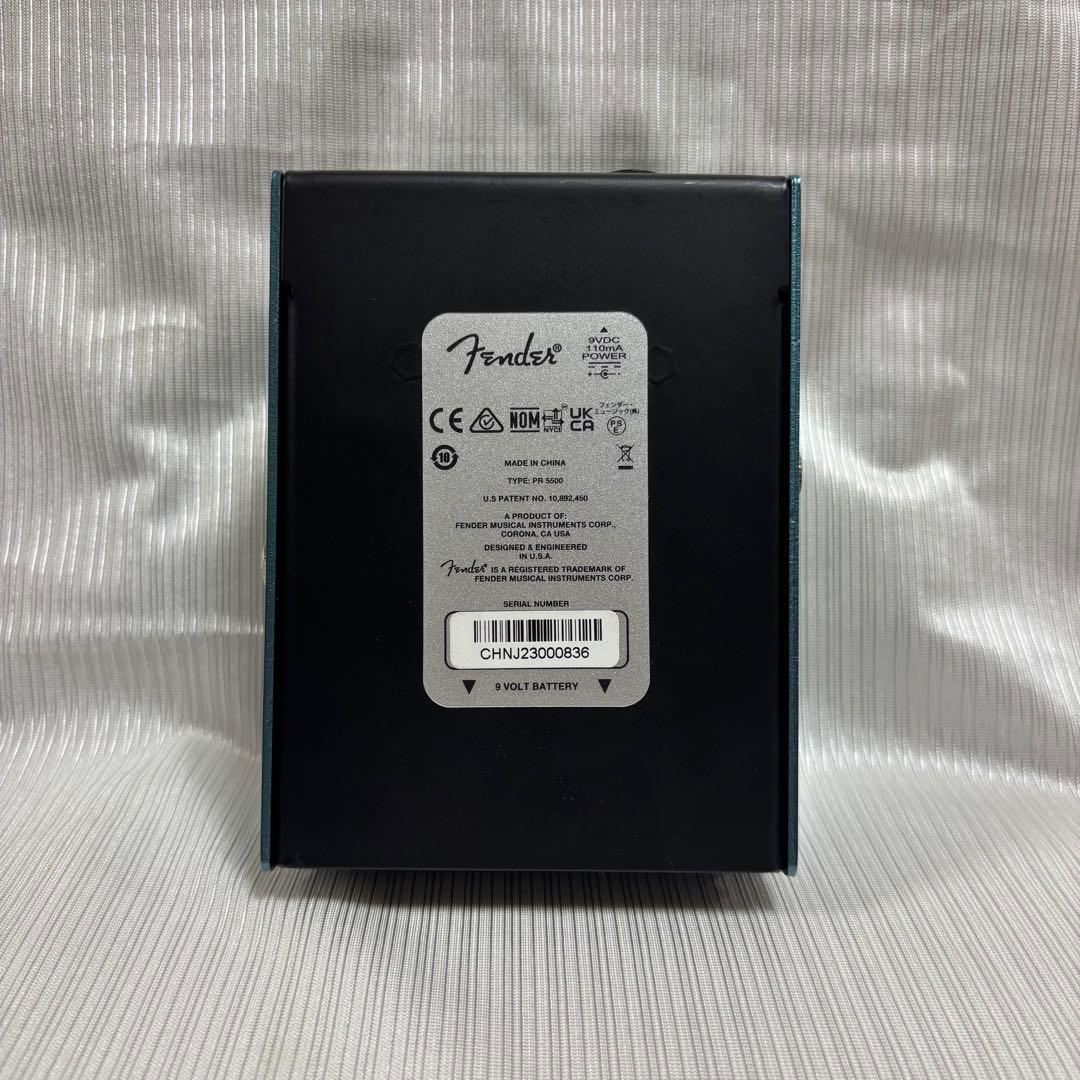 Fender®
9VDC
110mA
POWER
CE NOM NYCE UK CA
フェンダー・
ミュージック(株)
PS E
10
MADE IN CHINA
TYPE: PR 5500
U.S PATENT NO. 10,892,450
A PRODUCT OF:
FENDER MUSICAL INSTRUMENTS CORP.,
CORONA, CA USA
DESIGNED & ENGINEERED
IN U.S.A.
Fender® IS A REGISTERED TRADEMARK OF
FENDER MUSICAL INSTRUMENTS CORP.
SERIAL NUMBER
CHNJ23000836
9 VOLT BATTERY